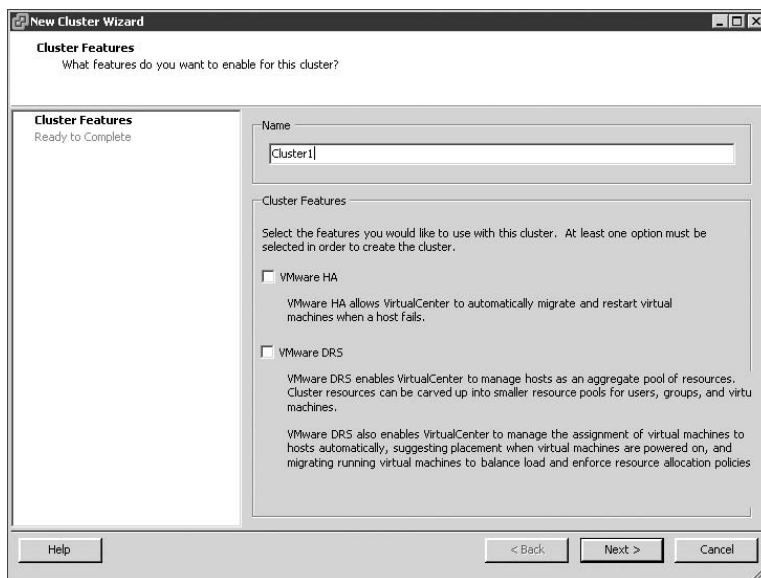 New Cluster Wizard
Cluster Features
What features do you want to enable for this cluster?
Cluster Features
Ready to Complete
Name
Cluster1
Cluster Features
Select the features you would like to use with this cluster. At least one option must be
selected in order to create the cluster.
VMware HA
VMware HA allows VirtualCenter to automatically migrate and restart virtual
machines when a host fails.
VMware DRS
VMware DRS enables VirtualCenter to manage hosts as an aggregate pool of resources.
Cluster resources can be carved up into smaller resource pools for users, groups, and virtu
machines.
VMware DRS also enables VirtualCenter to manage the assignment of virtual machines to
hosts automatically, suggesting placement when virtual machines are powered on, and
migrating running virtual machines to balance load and enforce resource allocation policies
Help
< Back
Next >
Cancel